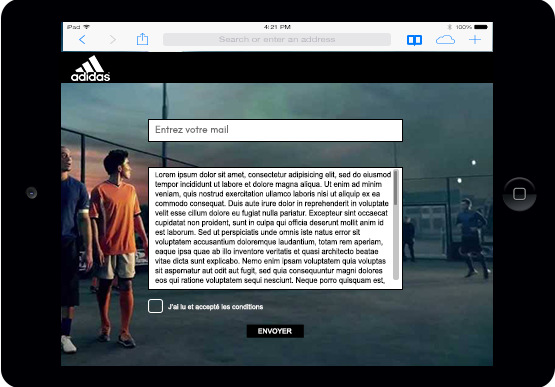 iPad 4:21 PM 100%
Search or enter an address
adidas
Entrez votre mail
Lorem ipsum dolor sit amet, consectetur adipisicing elit, sed do eiusmod
tempor incididunt ut labore et dolore magna aliqua. Ut enim ad minim
veniam, quis nostrud exercitation ullamco laboris nisi ut aliquip ex ea
commodo consequat. Duis aute irure dolor in reprehenderit in voluptate
velit esse cillum dolore eu fugiat nulla pariatur. Excepteur sint occaecat
cupidatat non proident, sunt in culpa qui officia deserunt mollit anim id
est laborum. Sed ut perspiciatis unde omnis iste natus error sit
voluptatem accusantium doloremque laudantium, totam rem aperiam,
eaque ipsa quae ab illo inventore veritatis et quasi architecto beatae
vitae dicta sunt explicabo. Nemo enim ipsam voluptatem quia voluptas
sit aspernatur aut odit aut fugit, sed quia consequuntur magni dolores
eos qui ratione voluptatem sequi nesciunt. Neque porro quisquam est,
J'ai lu et accepté les conditions
ENVOYER